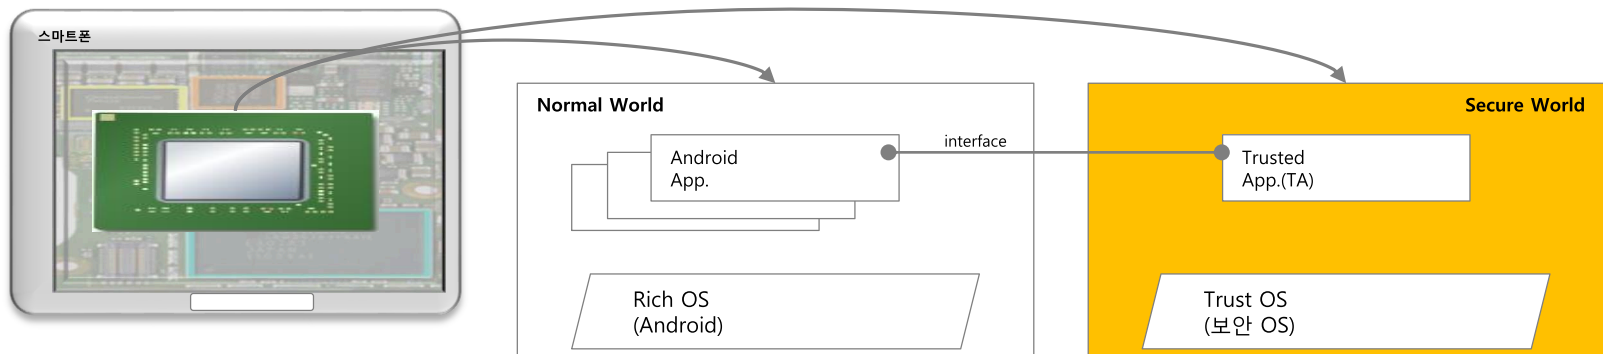 스마트폰
Normal World
Secure World
interface
Android
App.
Trusted
App.(TA)
Rich OS
(Android)
Trust OS
(보안 OS)